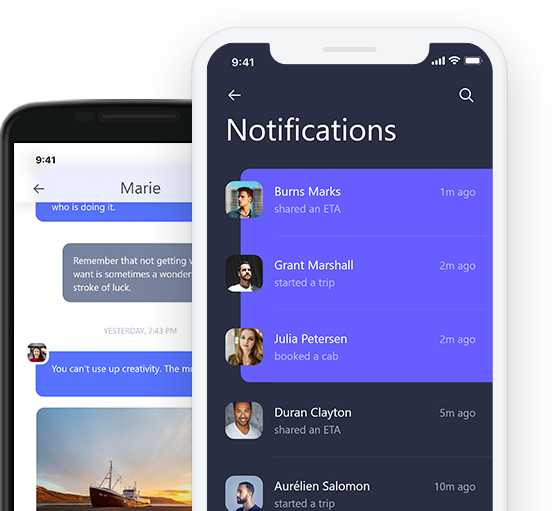 9:41
Marie
who is doing it.
Remember that not getting
want is sometimes a wonder
stroke of luck.
YESTERDAY, 7:43 PM
You can't use up creativity. The
9:41
Notifications
Burns Marks
1m ago
shared an ETA
Grant Marshall
2m ago
started a trip
Julia Petersen
2m ago
booked a cab
Duran Clayton
5m ago
shared an ETA
Aurélien Salomon
10m ago
started a trip